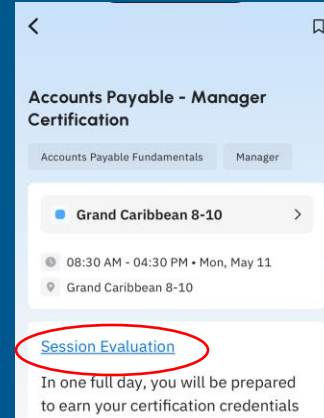 Accounts Payable - Manager
Certification
Accounts Payable Fundamentals Manager
Grand Caribbean 8-10
08:30 AM - 04:30 PM • Mon, May 11
Grand Caribbean 8-10
Session Evaluation
In one full day, you will be prepared
to earn your certification credentials